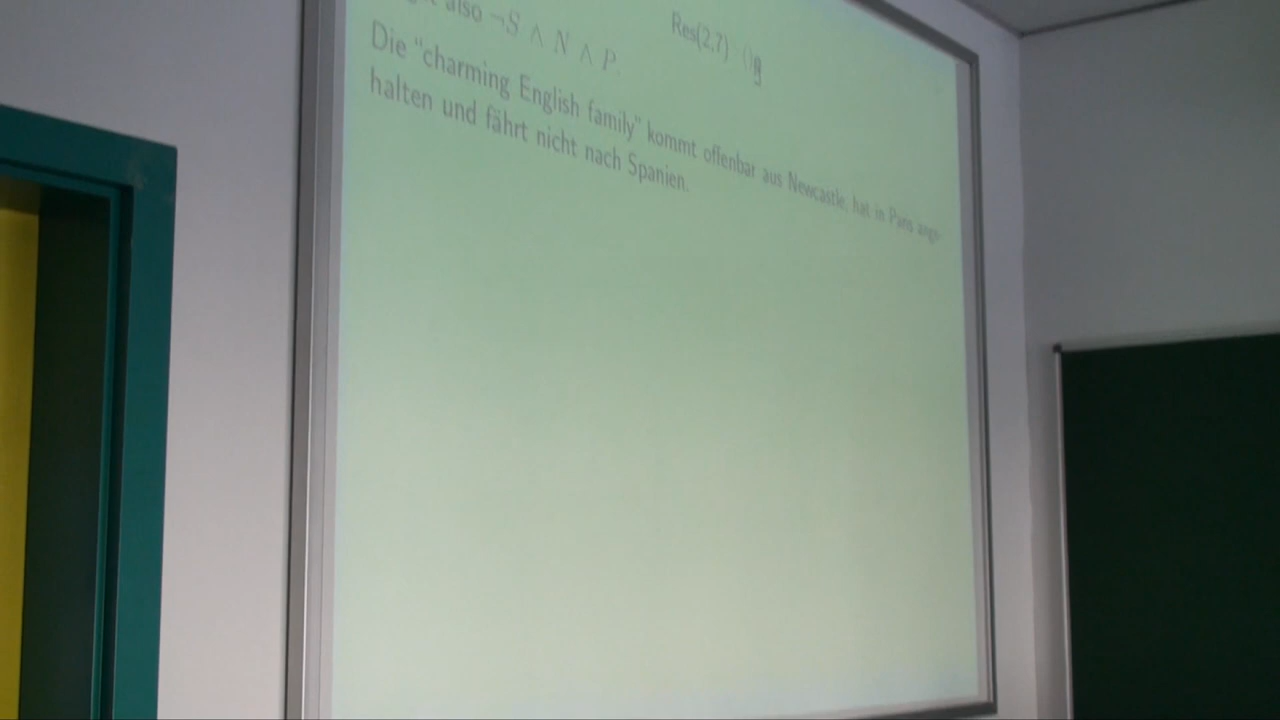 also ¬S ∧ N ∧ P.
Res(2,7)
Die "charming English family" kommt offenbar aus Newcastle, hat in Paris ange-
halten und fährt nicht nach Spanien.